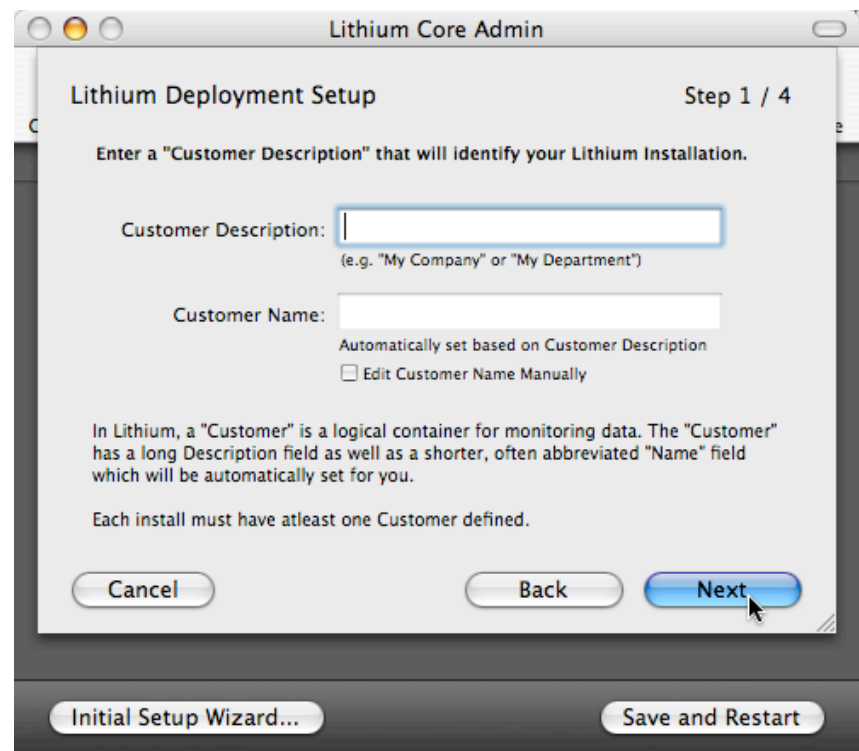 Lithium Core Admin
Lithium Deployment Setup
Step 1 / 4
Enter a "Customer Description" that will identify your Lithium Installation.
Customer Description:
(e.g. "My Company" or "My Department")
Customer Name:
Automatically set based on Customer Description
Edit Customer Name Manually
In Lithium, a "Customer" is a logical container for monitoring data. The "Customer"
has a long Description field as well as a shorter, often abbreviated "Name" field
which will be automatically set for you.
Each install must have atleast one Customer defined.
Cancel
Back
Next
Initial Setup Wizard...
Save and Restart